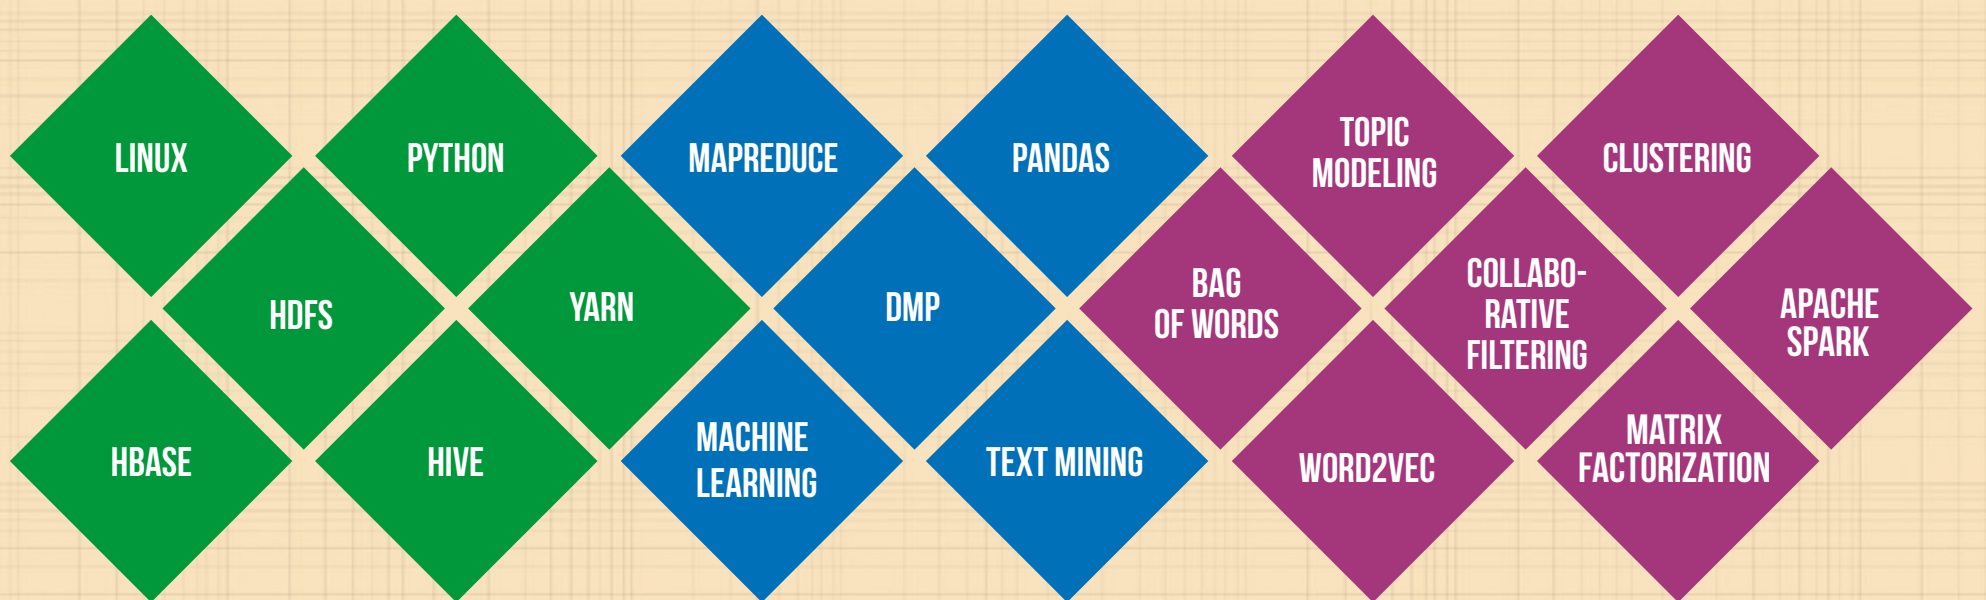 LINUX
PYTHON
MAPREDUCE
PANDAS
TOPIC
MODELING
CLUSTERING
HDFS
YARN
DMP
BAG
OF WORDS
COLLABO-
RATIVE
FILTERING
APACHE
SPARK
HBASE
HIVE
MACHINE
LEARNING
TEXT MINING
WORD2VEC
MATRIX
FACTORIZATION